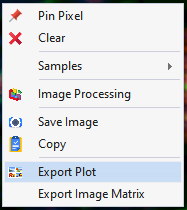 Pin Pixel
Clear
Samples
Image Processing
Save Image
Copy
Export Plot
Export Image Matrix